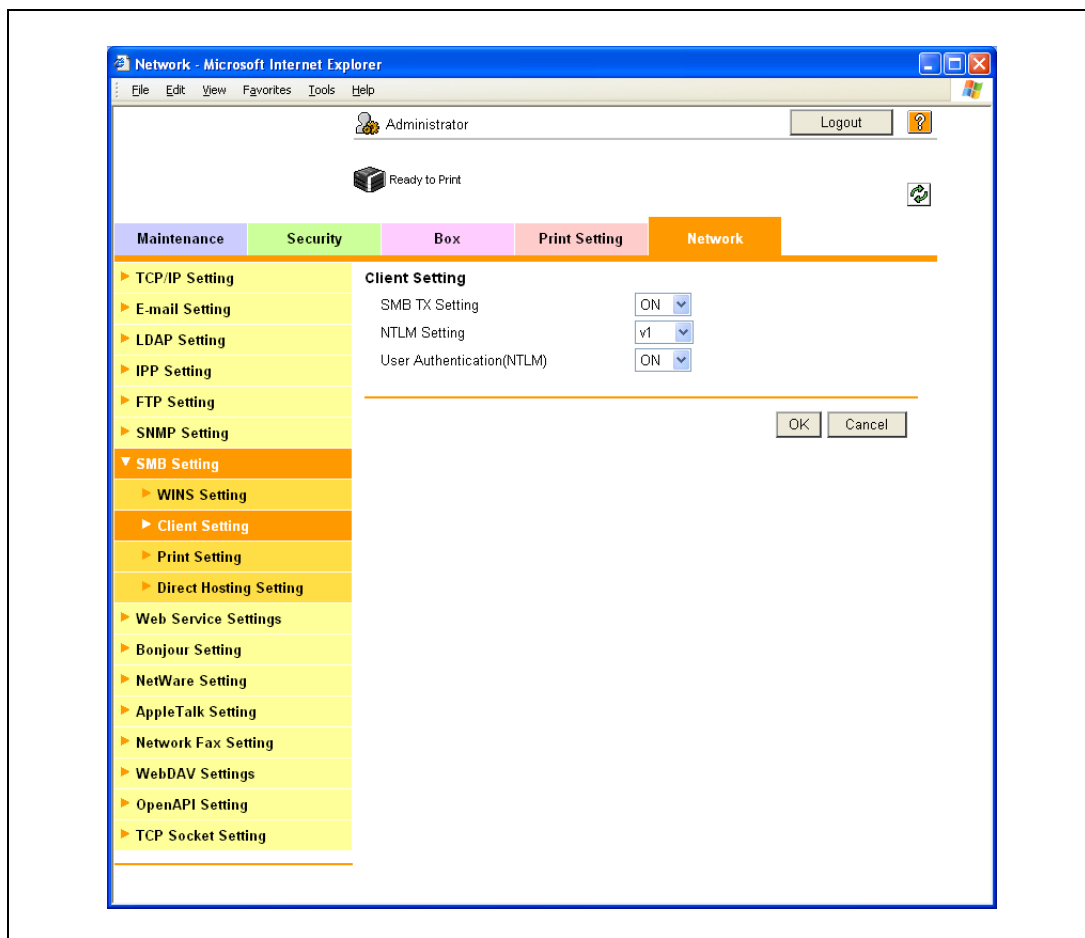 Network - Microsoft Internet Explorer
File Edit View Favorites Tools Help
Administrator
Logout
?
Ready to Print
Maintenance Security Box Print Setting Network
TCP/IP Setting
E-mail Setting
LDAP Setting
IPP Setting
FTP Setting
SNMP Setting
SMB Setting
WINS Setting
Client Setting
Print Setting
Direct Hosting Setting
Web Service Settings
Bonjour Setting
NetWare Setting
AppleTalk Setting
Network Fax Setting
WebDAV Settings
OpenAPI Setting
TCP Socket Setting
Client Setting
SMB TX Setting ON
NTLM Setting v1
User Authentication(NTLM) ON
OK Cancel